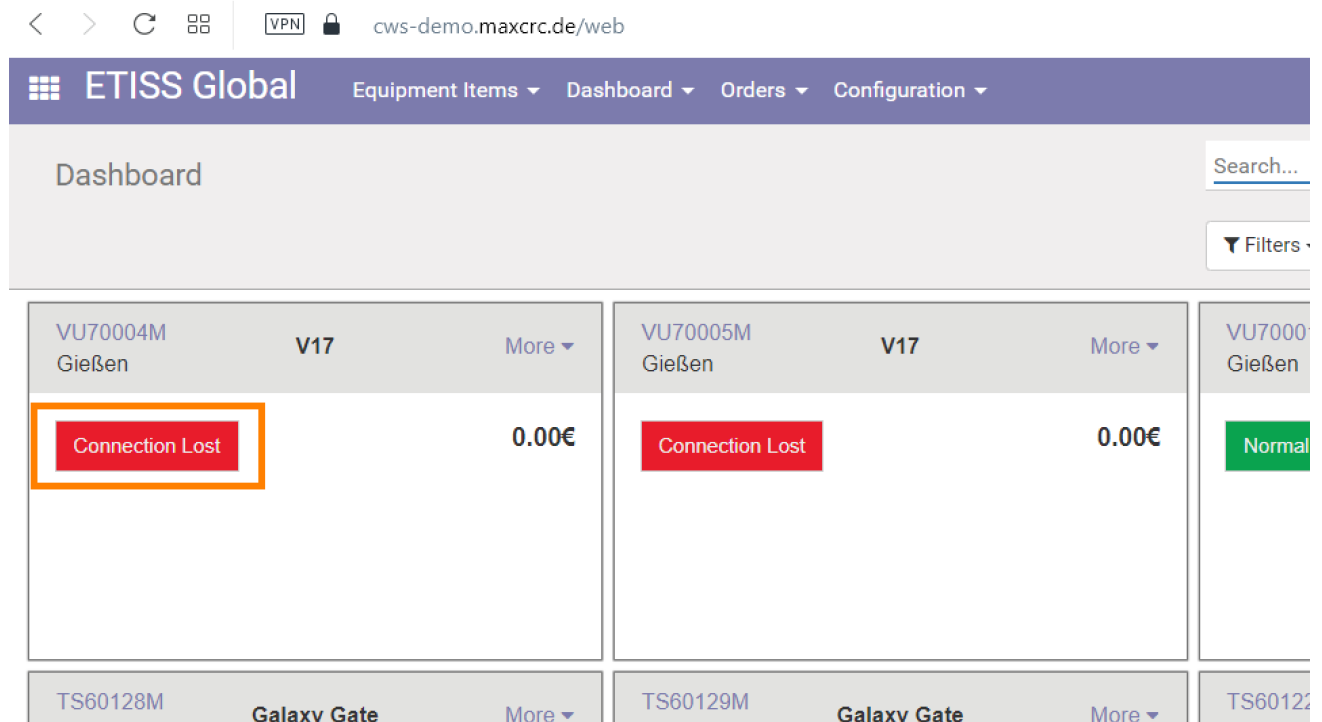 VPN cws-demo.maxcrc.de/web
ETISS Global Equipment Items Dashboard Orders Configuration
Dashboard
Search...
Filters
VU70004M
Gießen
V17
More
VU70005M
Gießen
V17
More
Gießen
Connection Lost
0.00€
Connection Lost
0.00€
Normal
TS60128M
Galaxy Gate
More
TS60129M
Galaxy Gate
More